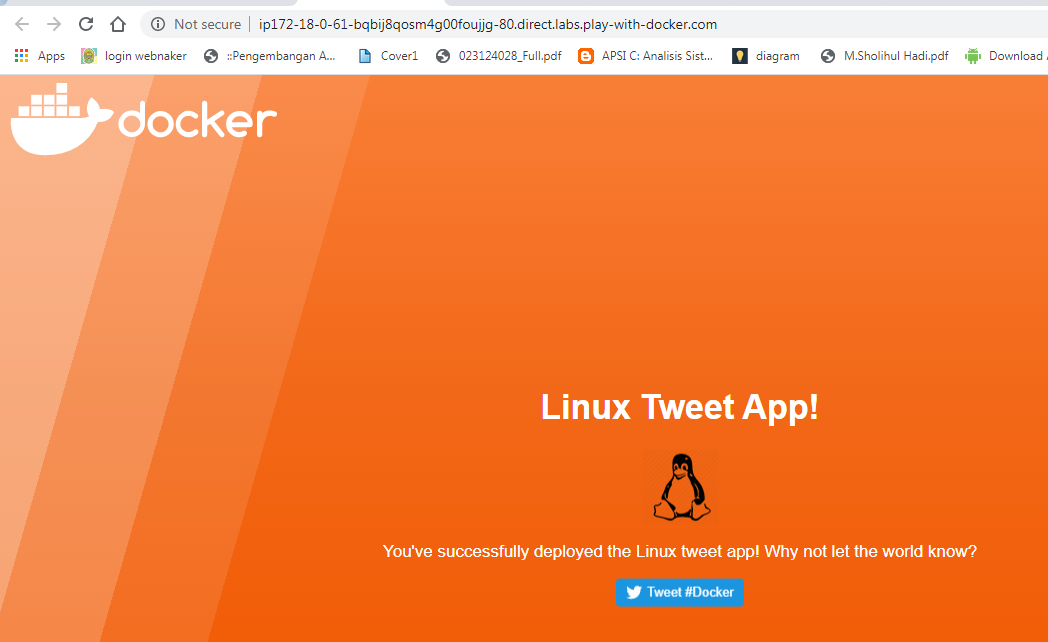 Not secure | ip172-18-0-61-bqbij8qosm4g00foujjg-80.direct.labs.play-with-docker.com
Apps login webnaker ::Pengembangan A... Cover1 023124028_Full.pdf APSI C: Analisis Sist... diagram M.Sholihul Hadi.pdf Download
docker
Linux Tweet App!
You've successfully deployed the Linux tweet app! Why not let the world know?
Tweet #Docker